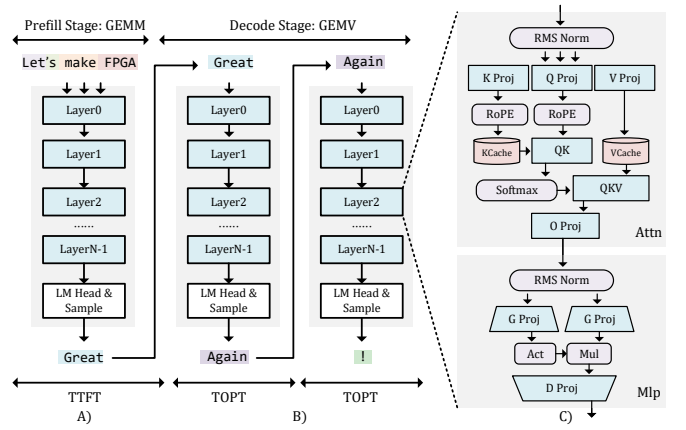 Prefill Stage: GEMM
Decode Stage: GEMV
Let's make FPGA
Great
Again
Layer0
Layer1
Layer2
......
LayerN-1
LM Head &
Sample
Great
Layer0
Layer1
Layer2
......
LayerN-1
LM Head &
Sample
Again
Layer0
Layer1
Layer2
......
LayerN-1
LM Head &
Sample
!
TTFT
TOPT
TOPT
A)
B)
RMS Norm
K Proj
Q Proj
V Proj
RoPE
RoPE
KCache
QK
VCache
Softmax
QKV
O Proj
Attn
RMS Norm
G Proj
G Proj
Act
Mul
D Proj
Mlp
C)